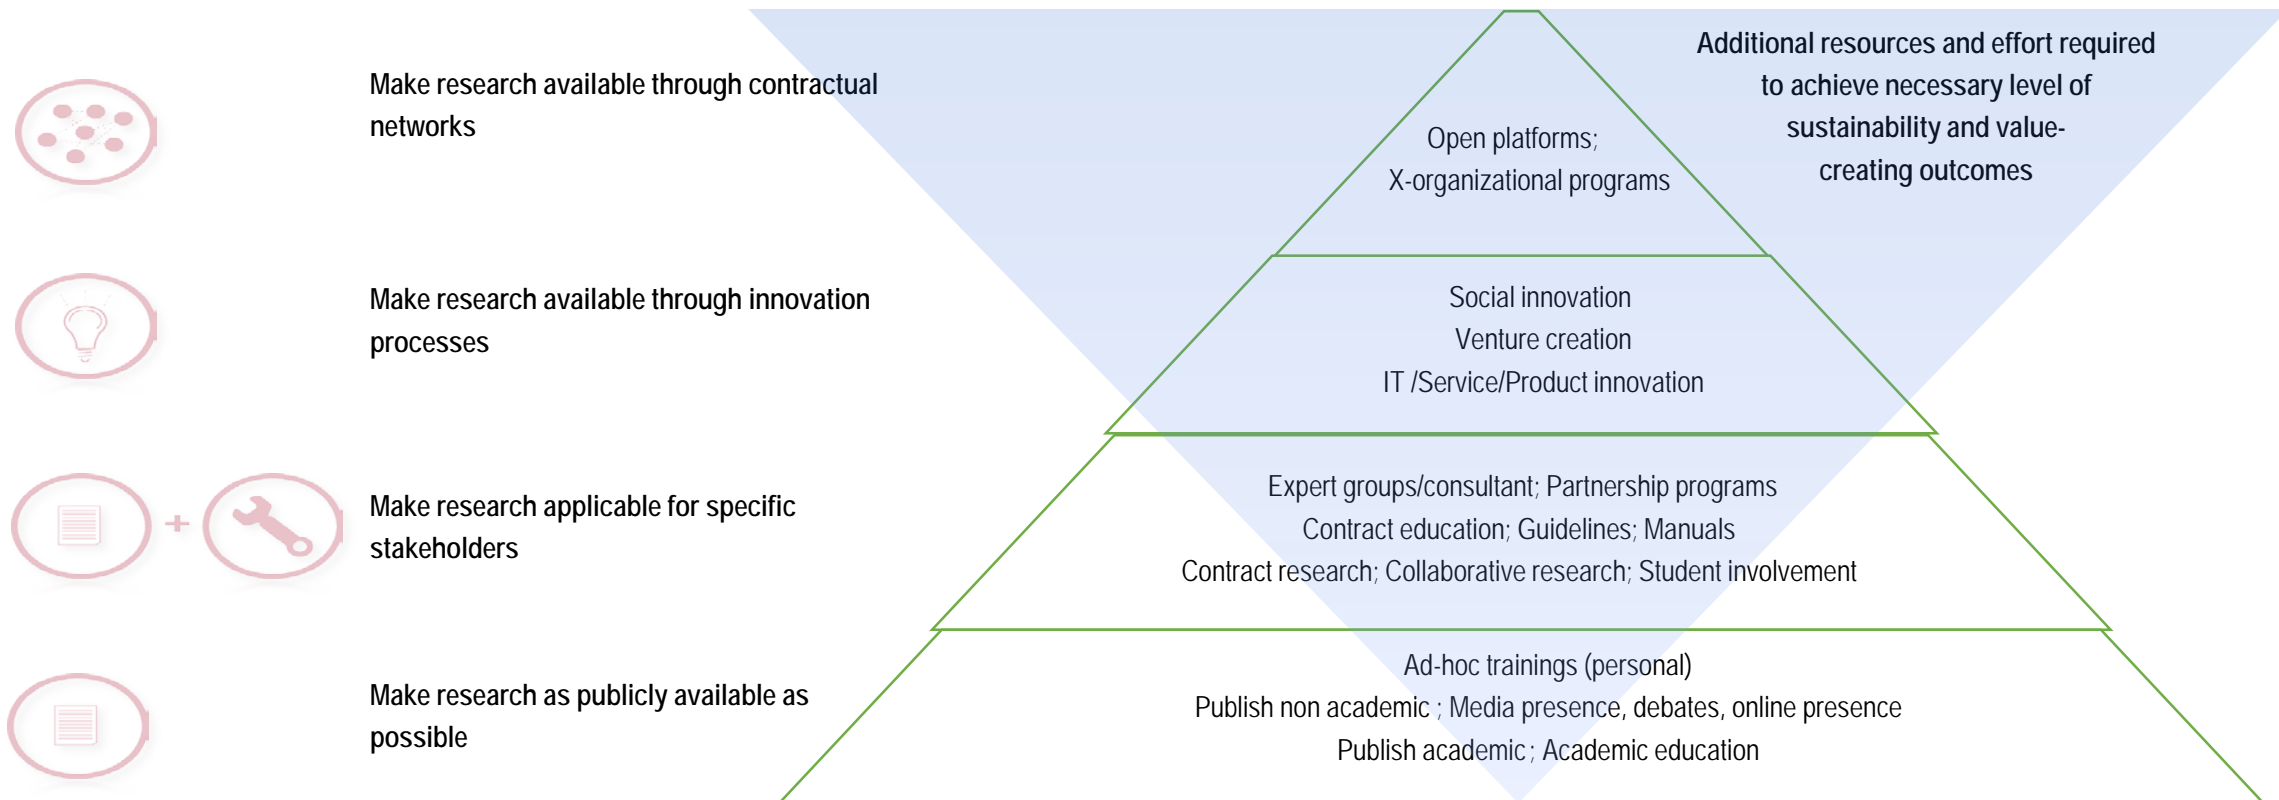 Make research available through contractual
networks
Open platforms;
X-organizational programs
Additional resources and effort required
to achieve necessary level of
sustainability and value-
creating outcomes
Make research available through innovation
processes
Social innovation
Venture creation
IT /Service/Product innovation
Make research applicable for specific
stakeholders
Expert groups/consultant; Partnership programs
Contract education; Guidelines; Manuals
Contract research; Collaborative research; Student involvement
Make research as publicly available as
possible
Ad-hoc trainings (personal)
Publish non academic ; Media presence, debates, online presence
Publish academic ; Academic education